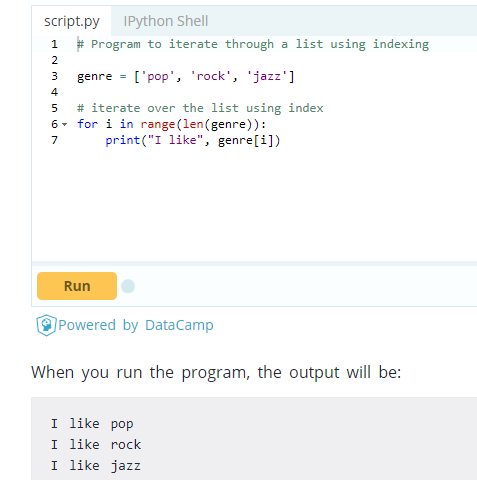 script.py IPython Shell
1 # Program to iterate through a list using indexing
2
3 genre = ['pop', 'rock', 'jazz']
4
5 # iterate over the list using index
6 for i in range(len(genre)):
7     print("I like", genre[i])
Run
Powered by DataCamp
When you run the program, the output will be:
I like pop
I like rock
I like jazz